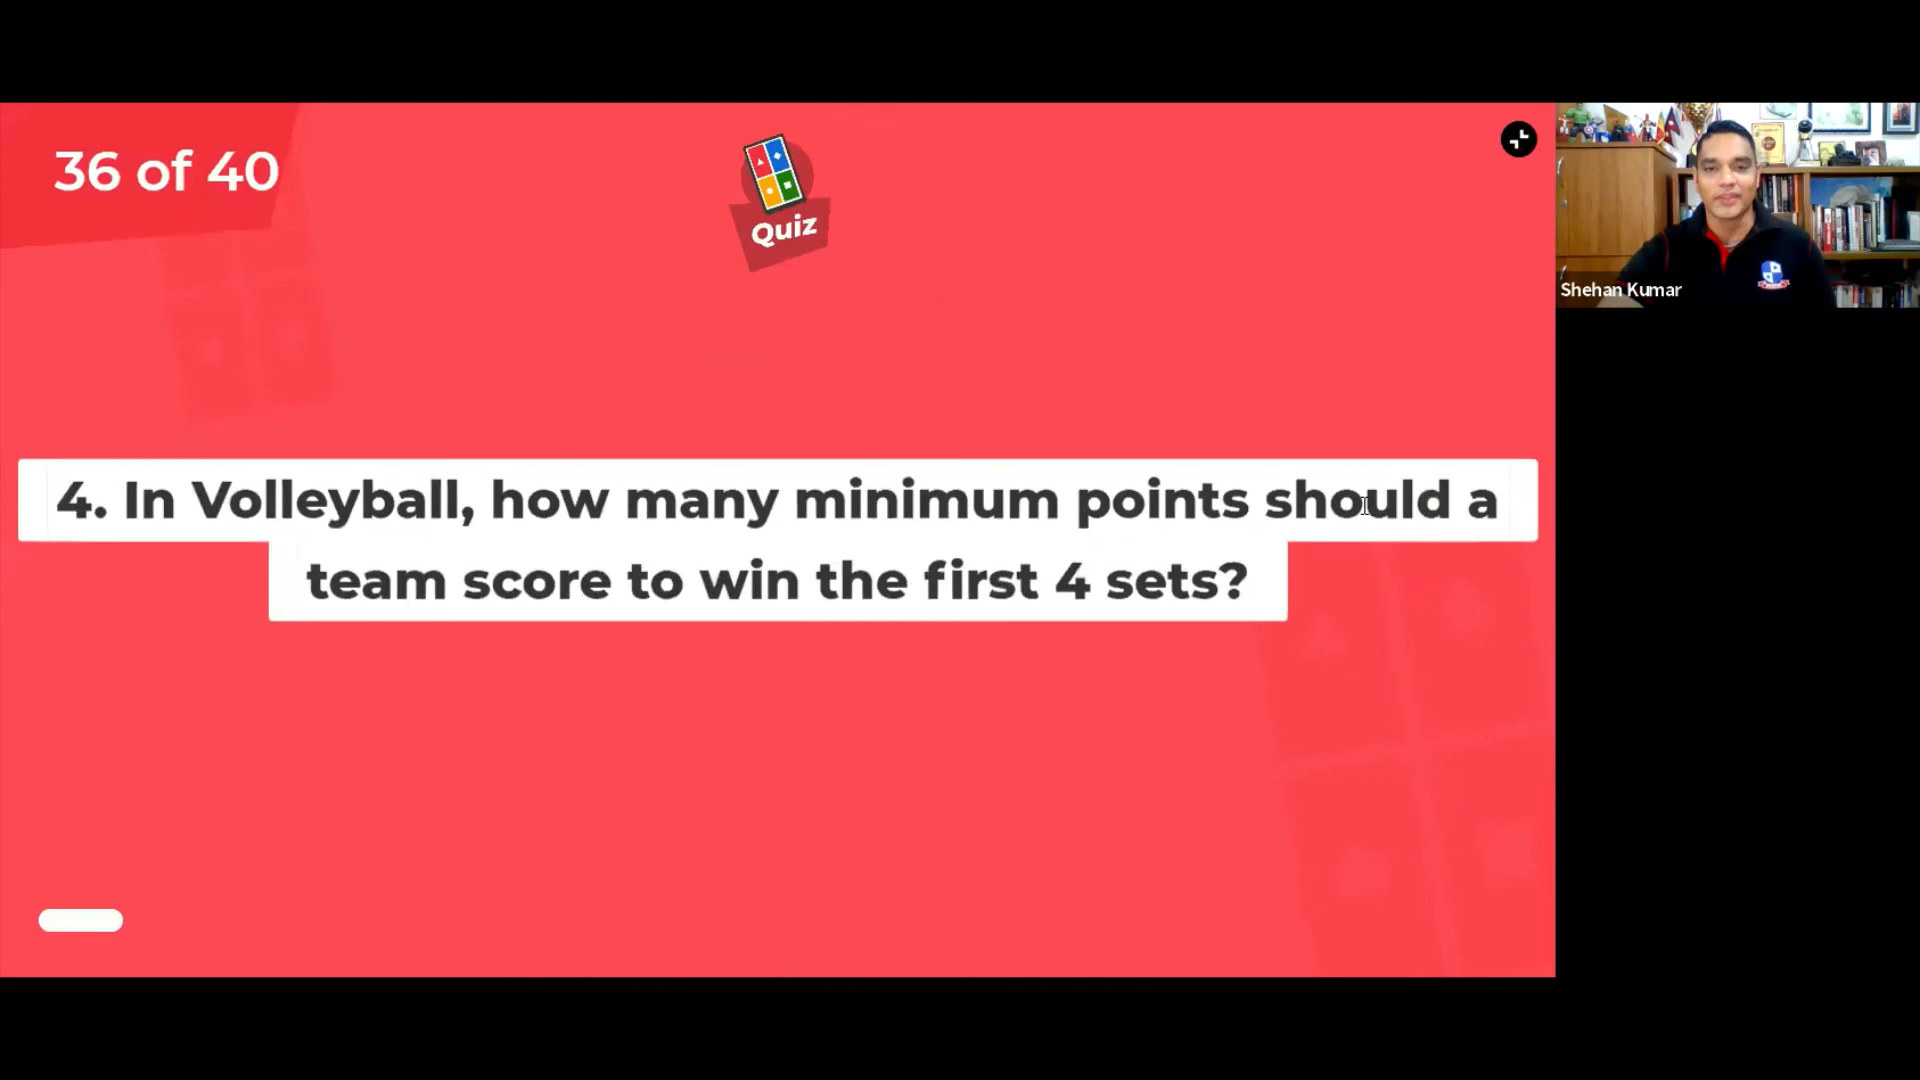 36 of 40
Quiz
Shehan Kumar
4. In Volleyball, how many minimum points should a
team score to win the first 4 sets?